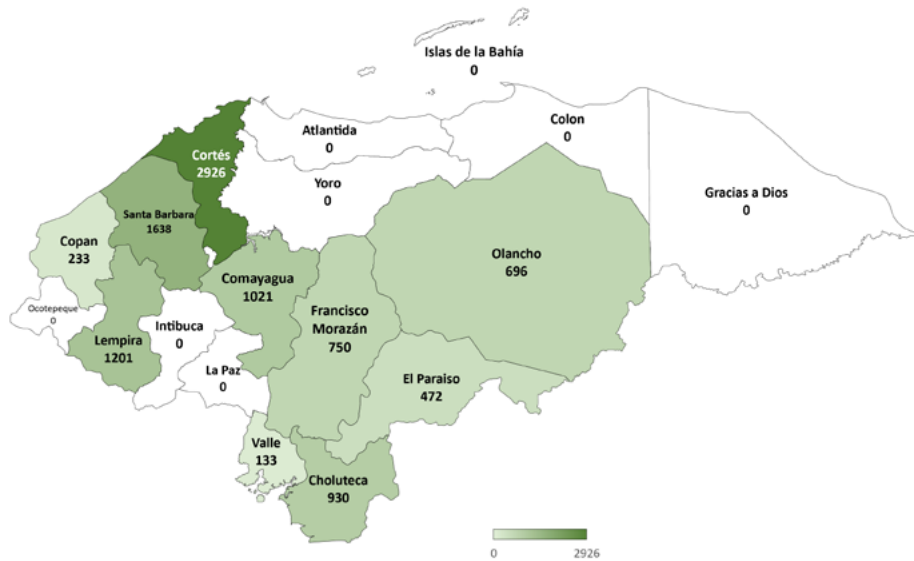 Islas de la Bahía
0
Atlantida
0
Colon
0
Cortés
2926
Yoro
0
Gracias a Dios
0
Santa Barbara
1638
Copan
233
Olancho
696
Comayagua
1021
Ocotepeque
0
Francisco
Morazán
750
Intibuca
0
Lempira
1201
La Paz
0
El Paraiso
472
Valle
133
Choluteca
930
0
2926